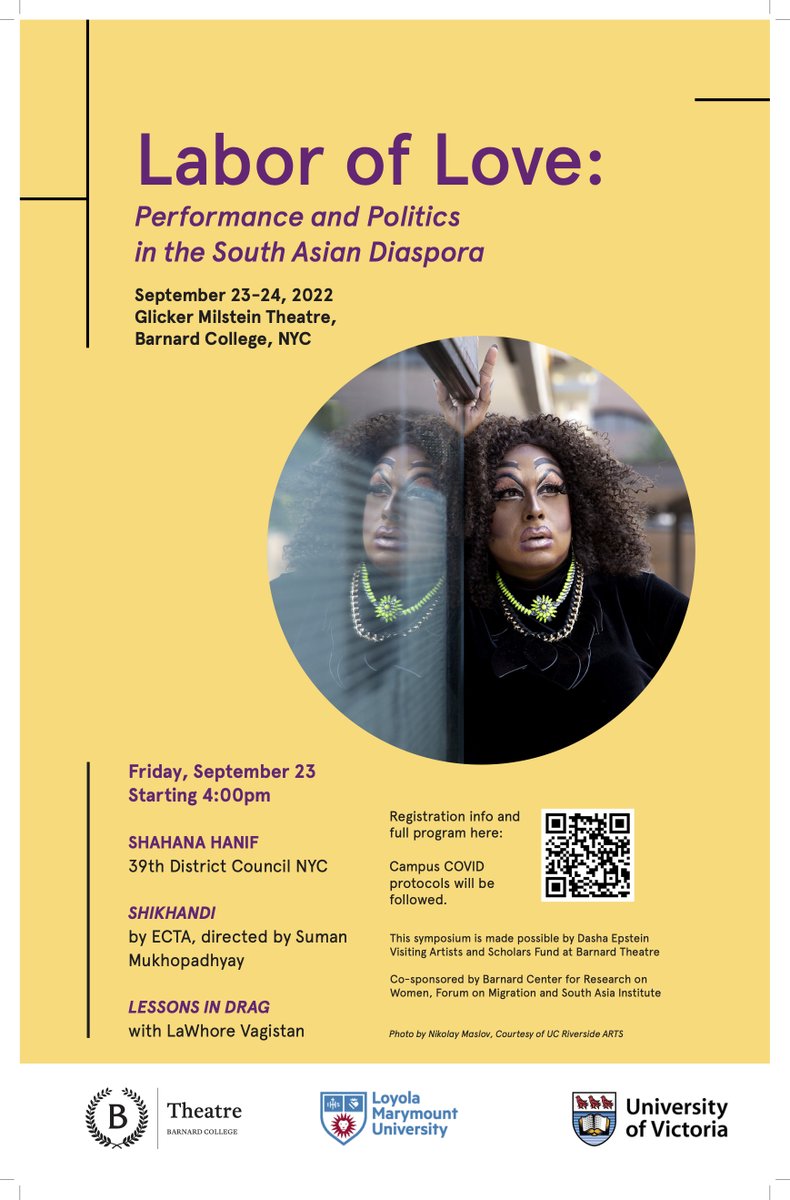 Labor of Love:
Performance and Politics
in the South Asian Diaspora
September 23-24, 2022
Glicker Milstein Theatre,
Barnard College, NYC
Friday, September 23
Starting 4:00pm
SHAHANA HANIF
39th District Council NYC
SHIKHANDI
by ECTA, directed by Suman
Mukhopadhyay
LESSONS IN DRAG
with LaWhore Vagistan
Registration info and
full program here:
Campus COVID
protocols will be
followed.
This symposium is made possible by Dasha Epstein
Visiting Artists and Scholars Fund at Barnard Theatre
Co-sponsored by Barnard Center for Research on
Women, Forum on Migration and South Asia Institute
Photo by Nikolay Maslov, Courtesy of UC Riverside ARTS
B
Theatre
BARNARD COLLEGE
IHS
Loyola
Marymount
University
University
of Victoria